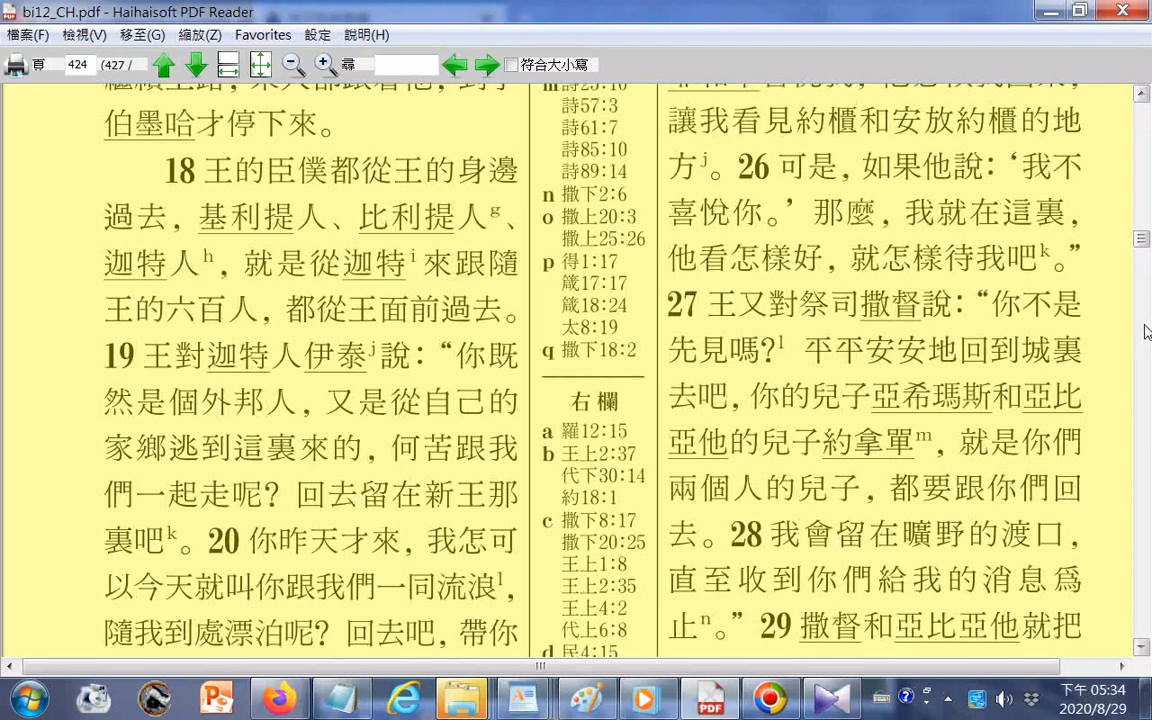 bi12_CH.pdf - Haihaisoft PDF Reader
檔案(F) 檢視(V) 移至(G) 縮放(Z) Favorites 設定 說明(H)
頁 424 (427 / 尋 符合大小寫
伯墨哈才停下來。
18 王的臣僕都從王的身邊
過去，基利提人、比利提人g、
迦特人h，就是從迦特i來跟隨
王的六百人，都從王面前過去。
19 王對迦特人伊泰j說：“你既
然是個外邦人，又是從自己的
家鄉逃到這裏來的，何苦跟我
們一起走呢？回去留在新王那
裏吧k。20 你昨天才來，我怎可
以今天就叫你跟我們一同流浪l，
隨我到處漂泊呢？回去吧，帶你
詩57:3
詩61:7
詩85:10
詩89:14
n 撒下2:6
o 撒上20:3
撒上25:26
p 得1:17
箴17:17
箴18:24
太8:19
q 撒下18:2
右欄
a 羅12:15
b 王上2:37
代下30:14
約18:1
c 撒下8:17
撒下20:25
王上1:8
王上2:35
王上4:2
代上6:8
d 民4:15
讓我看見約櫃和安放約櫃的地
方j。26 可是，如果他說：‘我不
喜悅你。’那麼，我就在這裏，
他看怎樣好，就怎樣待我吧k。”
27 王又對祭司撒督說：“你不是
先見嗎？l 平平安安地回到城裏
去吧，你的兒子亞希瑪斯和亞比
亞他的兒子約拿單m，就是你們
兩個人的兒子，都要跟你們回
去。28 我會留在曠野的渡口，
直至收到你們給我的消息爲
止n。”29 撒督和亞比亞他就把
下午 05:34
2020/8/29